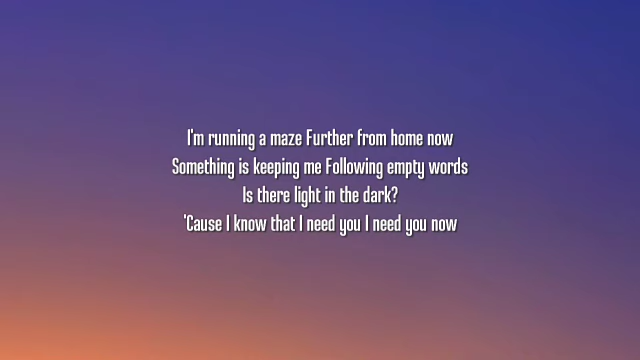 I'm running a maze Further from home now
Something is keeping me Following empty words
Is there light in the dark?
'Cause I know that I need you I need you now